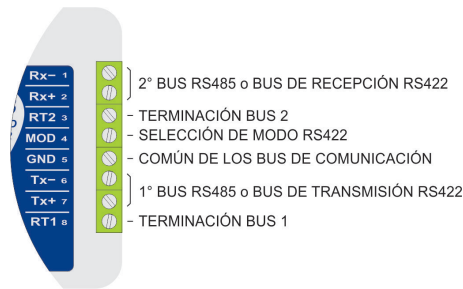 Rx− 1
Rx+ 2
2° BUS RS485 o BUS DE RECEPCIÓN RS422
RT2 3 - TERMINACIÓN BUS 2
MOD 4 - SELECCIÓN DE MODO RS422
GND 5 - COMÚN DE LOS BUS DE COMUNICACIÓN
Tx− 6
Tx+ 7
1° BUS RS485 o BUS DE TRANSMISIÓN RS422
RT1 8 - TERMINACIÓN BUS 1